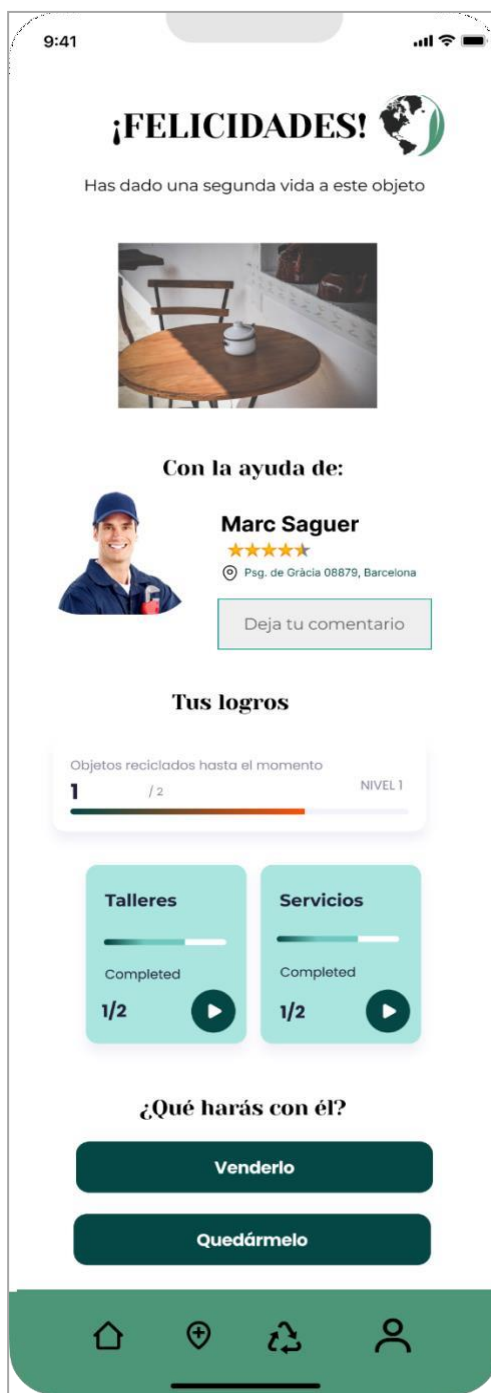 9:41
¡FELICIDADES!
Has dado una segunda vida a este objeto
Con la ayuda de:
Marc Saguer
Psg. de Gràcia 08879, Barcelona
Deja tu comentario
Tus logros
Objetos reciclados hasta el momento
1 / 2 NIVEL 1
Talleres
Completed
1/2
Servicios
Completed
1/2
¿Qué harás con él?
Venderlo
Quedármelo